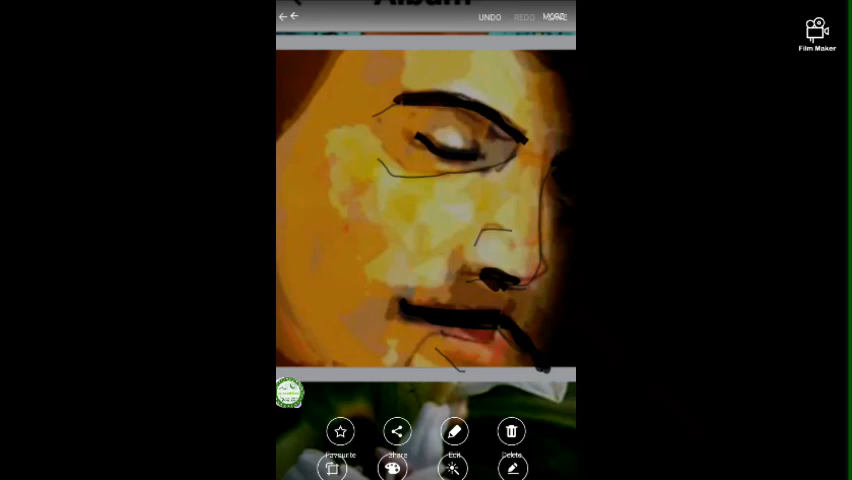 Album
UNDO
REDO
MORE
Film Maker
Favourite
Share
Edit
Delete